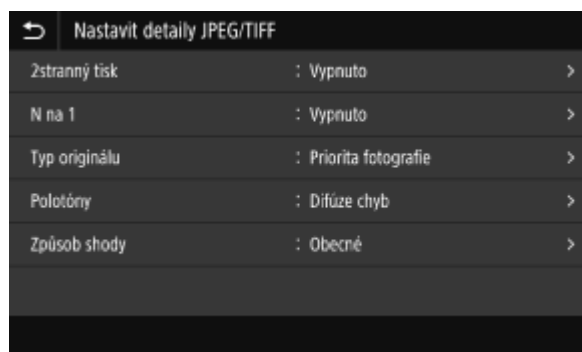 Nastavit detaily JPEG/TIFF
2stranný tisk : Vypnuto
N na 1 : Vypnuto
Typ originálu : Priorita fotografie
Polotóny : Difúze chyb
Způsob shody : Obecné